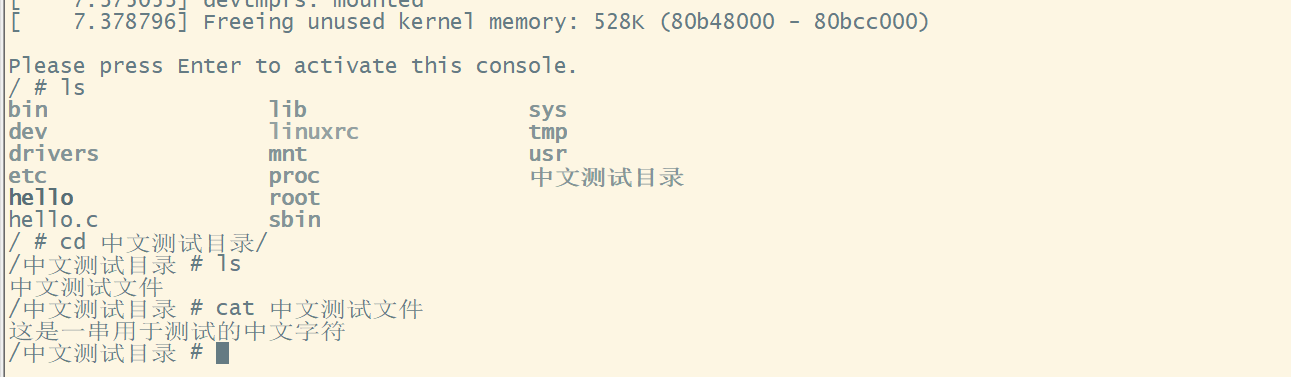 [    7.375053] devtmpfs: mounted
[    7.378796] Freeing unused kernel memory: 528K (80b48000 - 80bcc000)
Please press Enter to activate this console.
/ # ls
bin lib sys
dev linuxrc tmp
drivers mnt usr
etc proc 中文测试目录
hello root
hello.c sbin
/ # cd 中文测试目录/
/中文测试目录 # ls
中文测试文件
/中文测试目录 # cat 中文测试文件
这是一串用于测试的中文字符
/中文测试目录 #